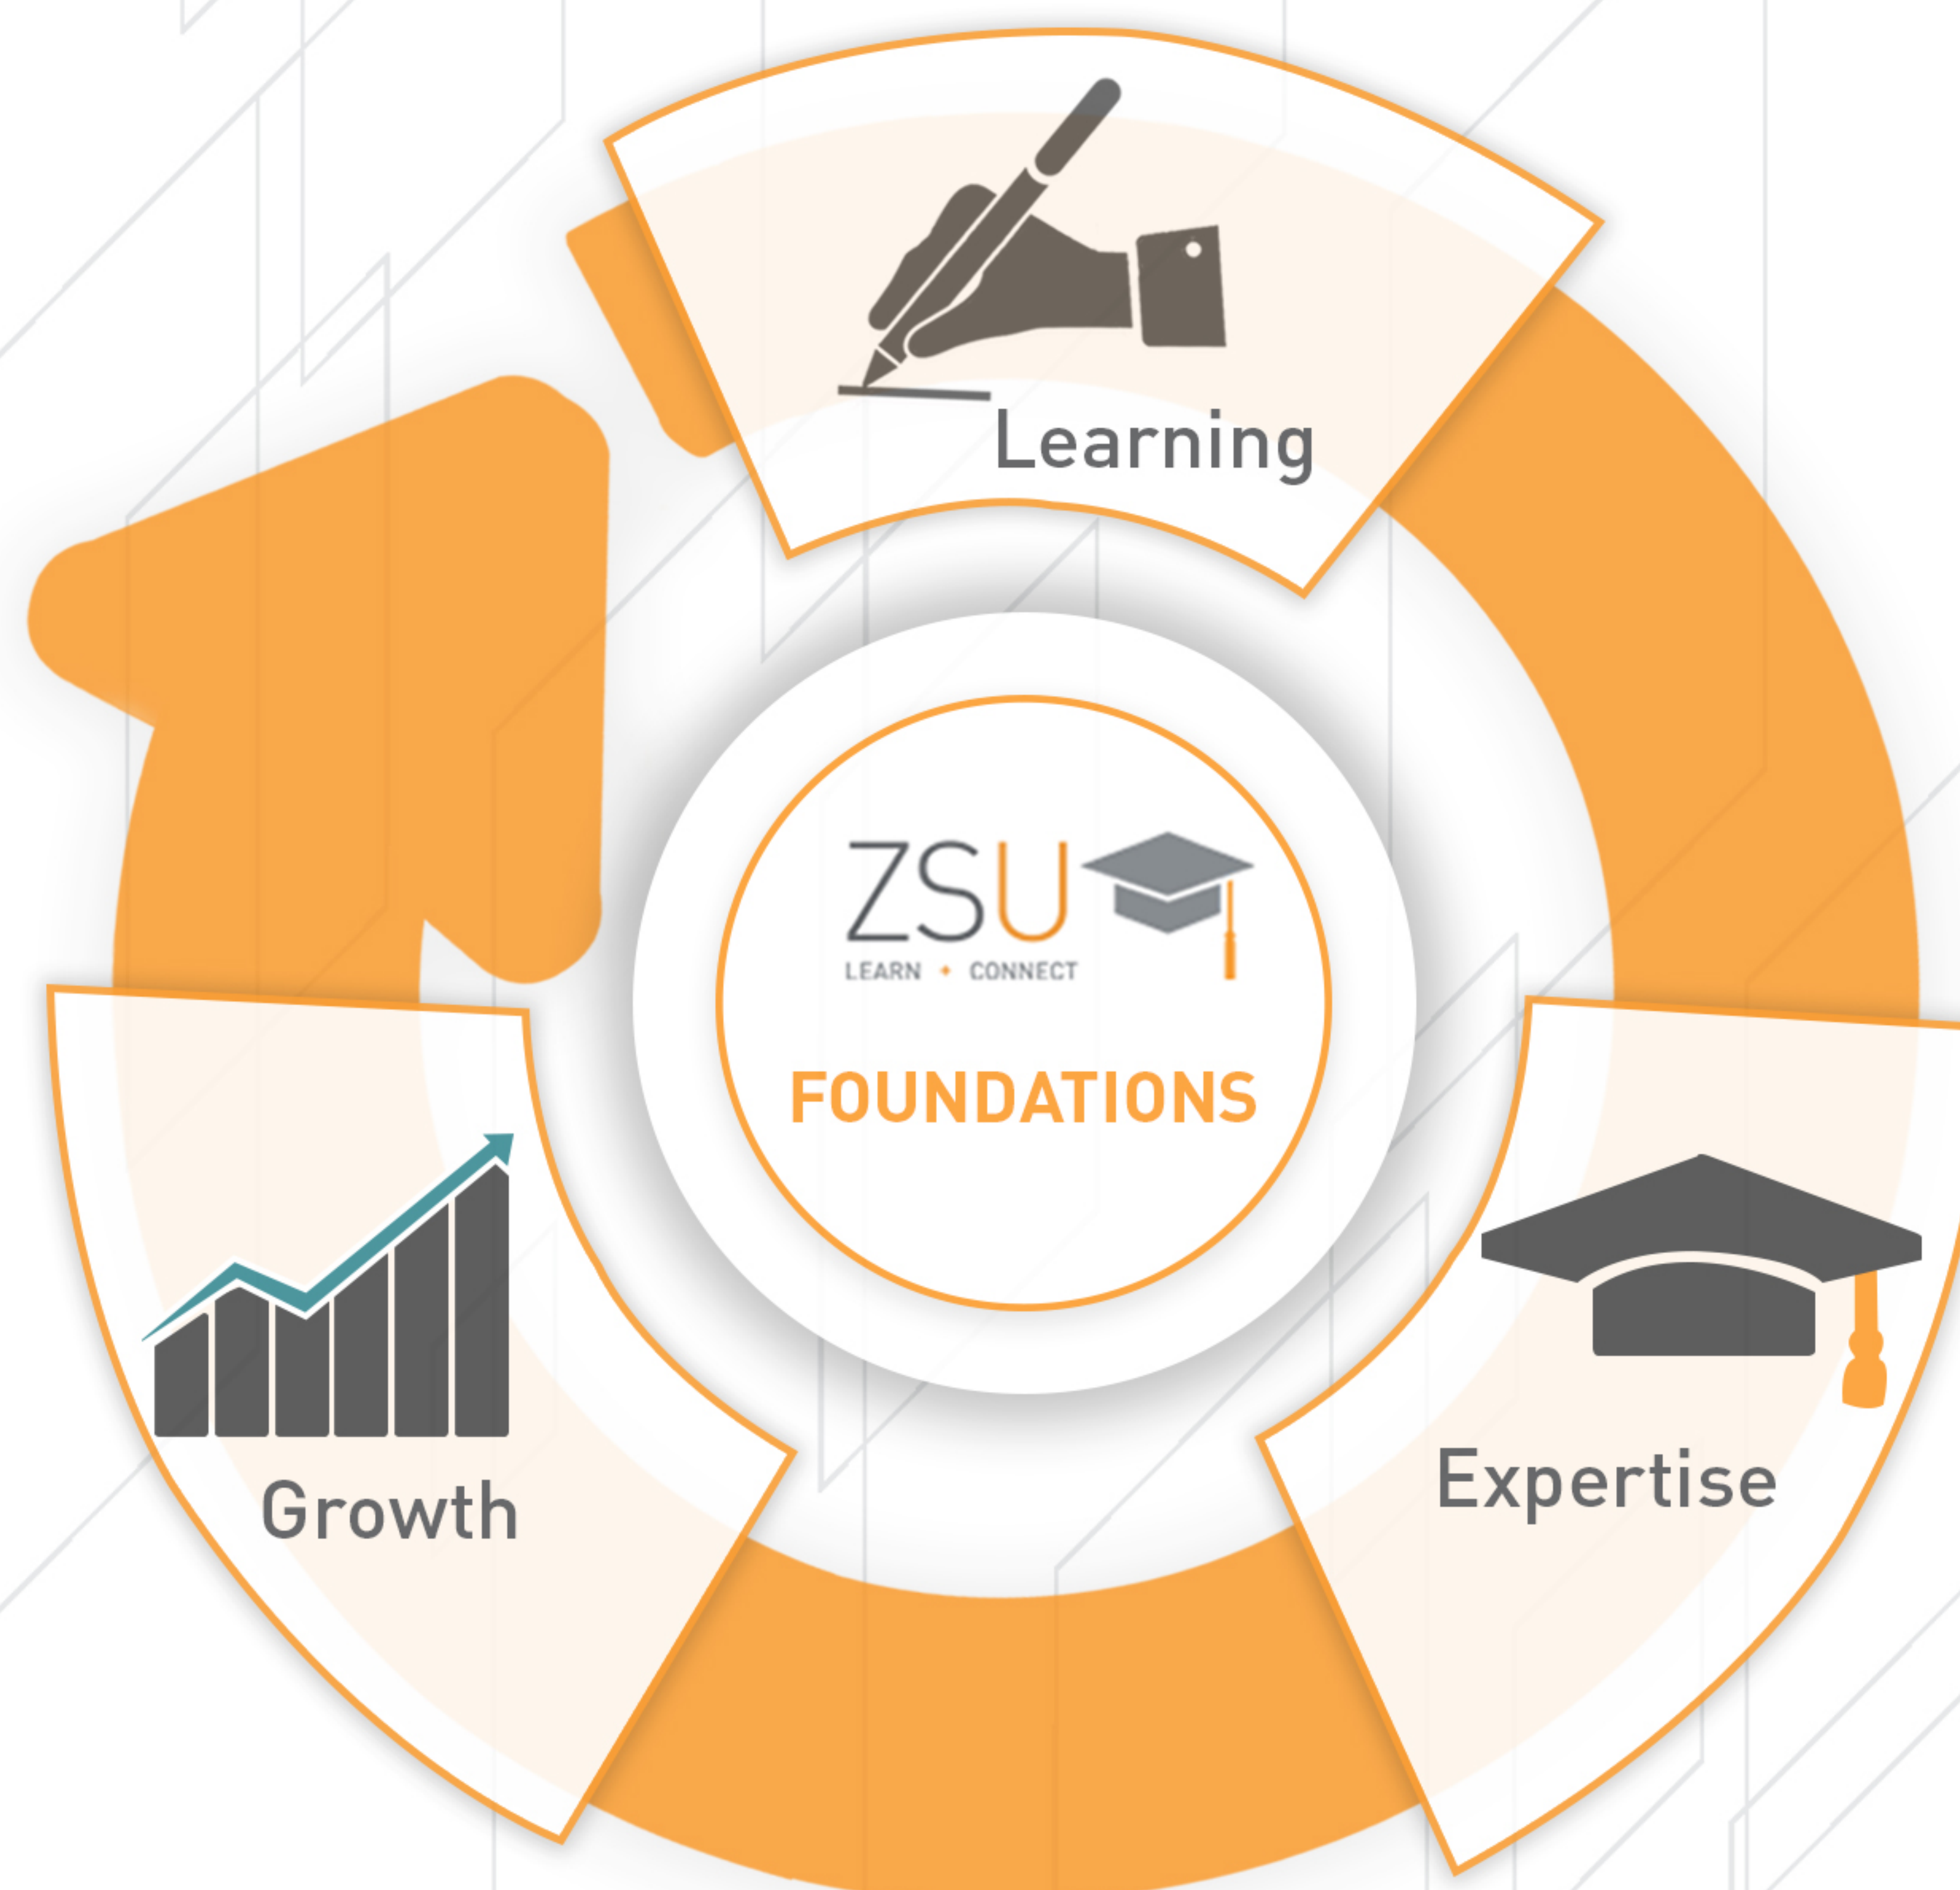 Learning
ZSU
LEARN + CONNECT
FOUNDATIONS
Growth
Expertise